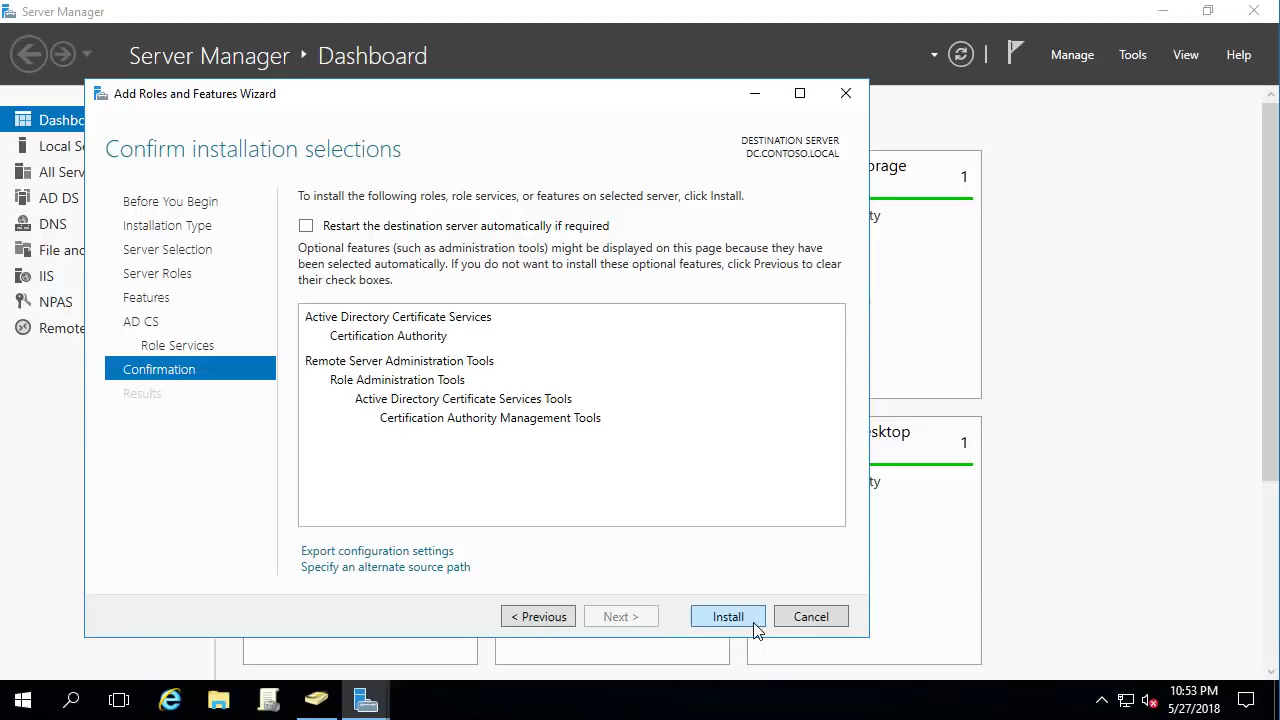 Server Manager
Server Manager ‣ Dashboard
Manage Tools View Help
Add Roles and Features Wizard
Dashbo
Local Se
All Serv
AD DS
DNS
File and
IIS
NPAS
Remote
Confirm installation selections
DESTINATION SERVER
DC.CONTOSO.LOCAL
Before You Begin
Installation Type
Server Selection
Server Roles
Features
AD CS
Role Services
Confirmation
Results
To install the following roles, role services, or features on selected server, click Install.
Restart the destination server automatically if required
Optional features (such as administration tools) might be displayed on this page because they have
been selected automatically. If you do not want to install these optional features, click Previous to clear
their check boxes.
Active Directory Certificate Services
Certification Authority
Remote Server Administration Tools
Role Administration Tools
Active Directory Certificate Services Tools
Certification Authority Management Tools
Export configuration settings
Specify an alternate source path
< Previous Next > Install Cancel
orage 1
ty
esktop 1
ty
10:53 PM
5/27/2018